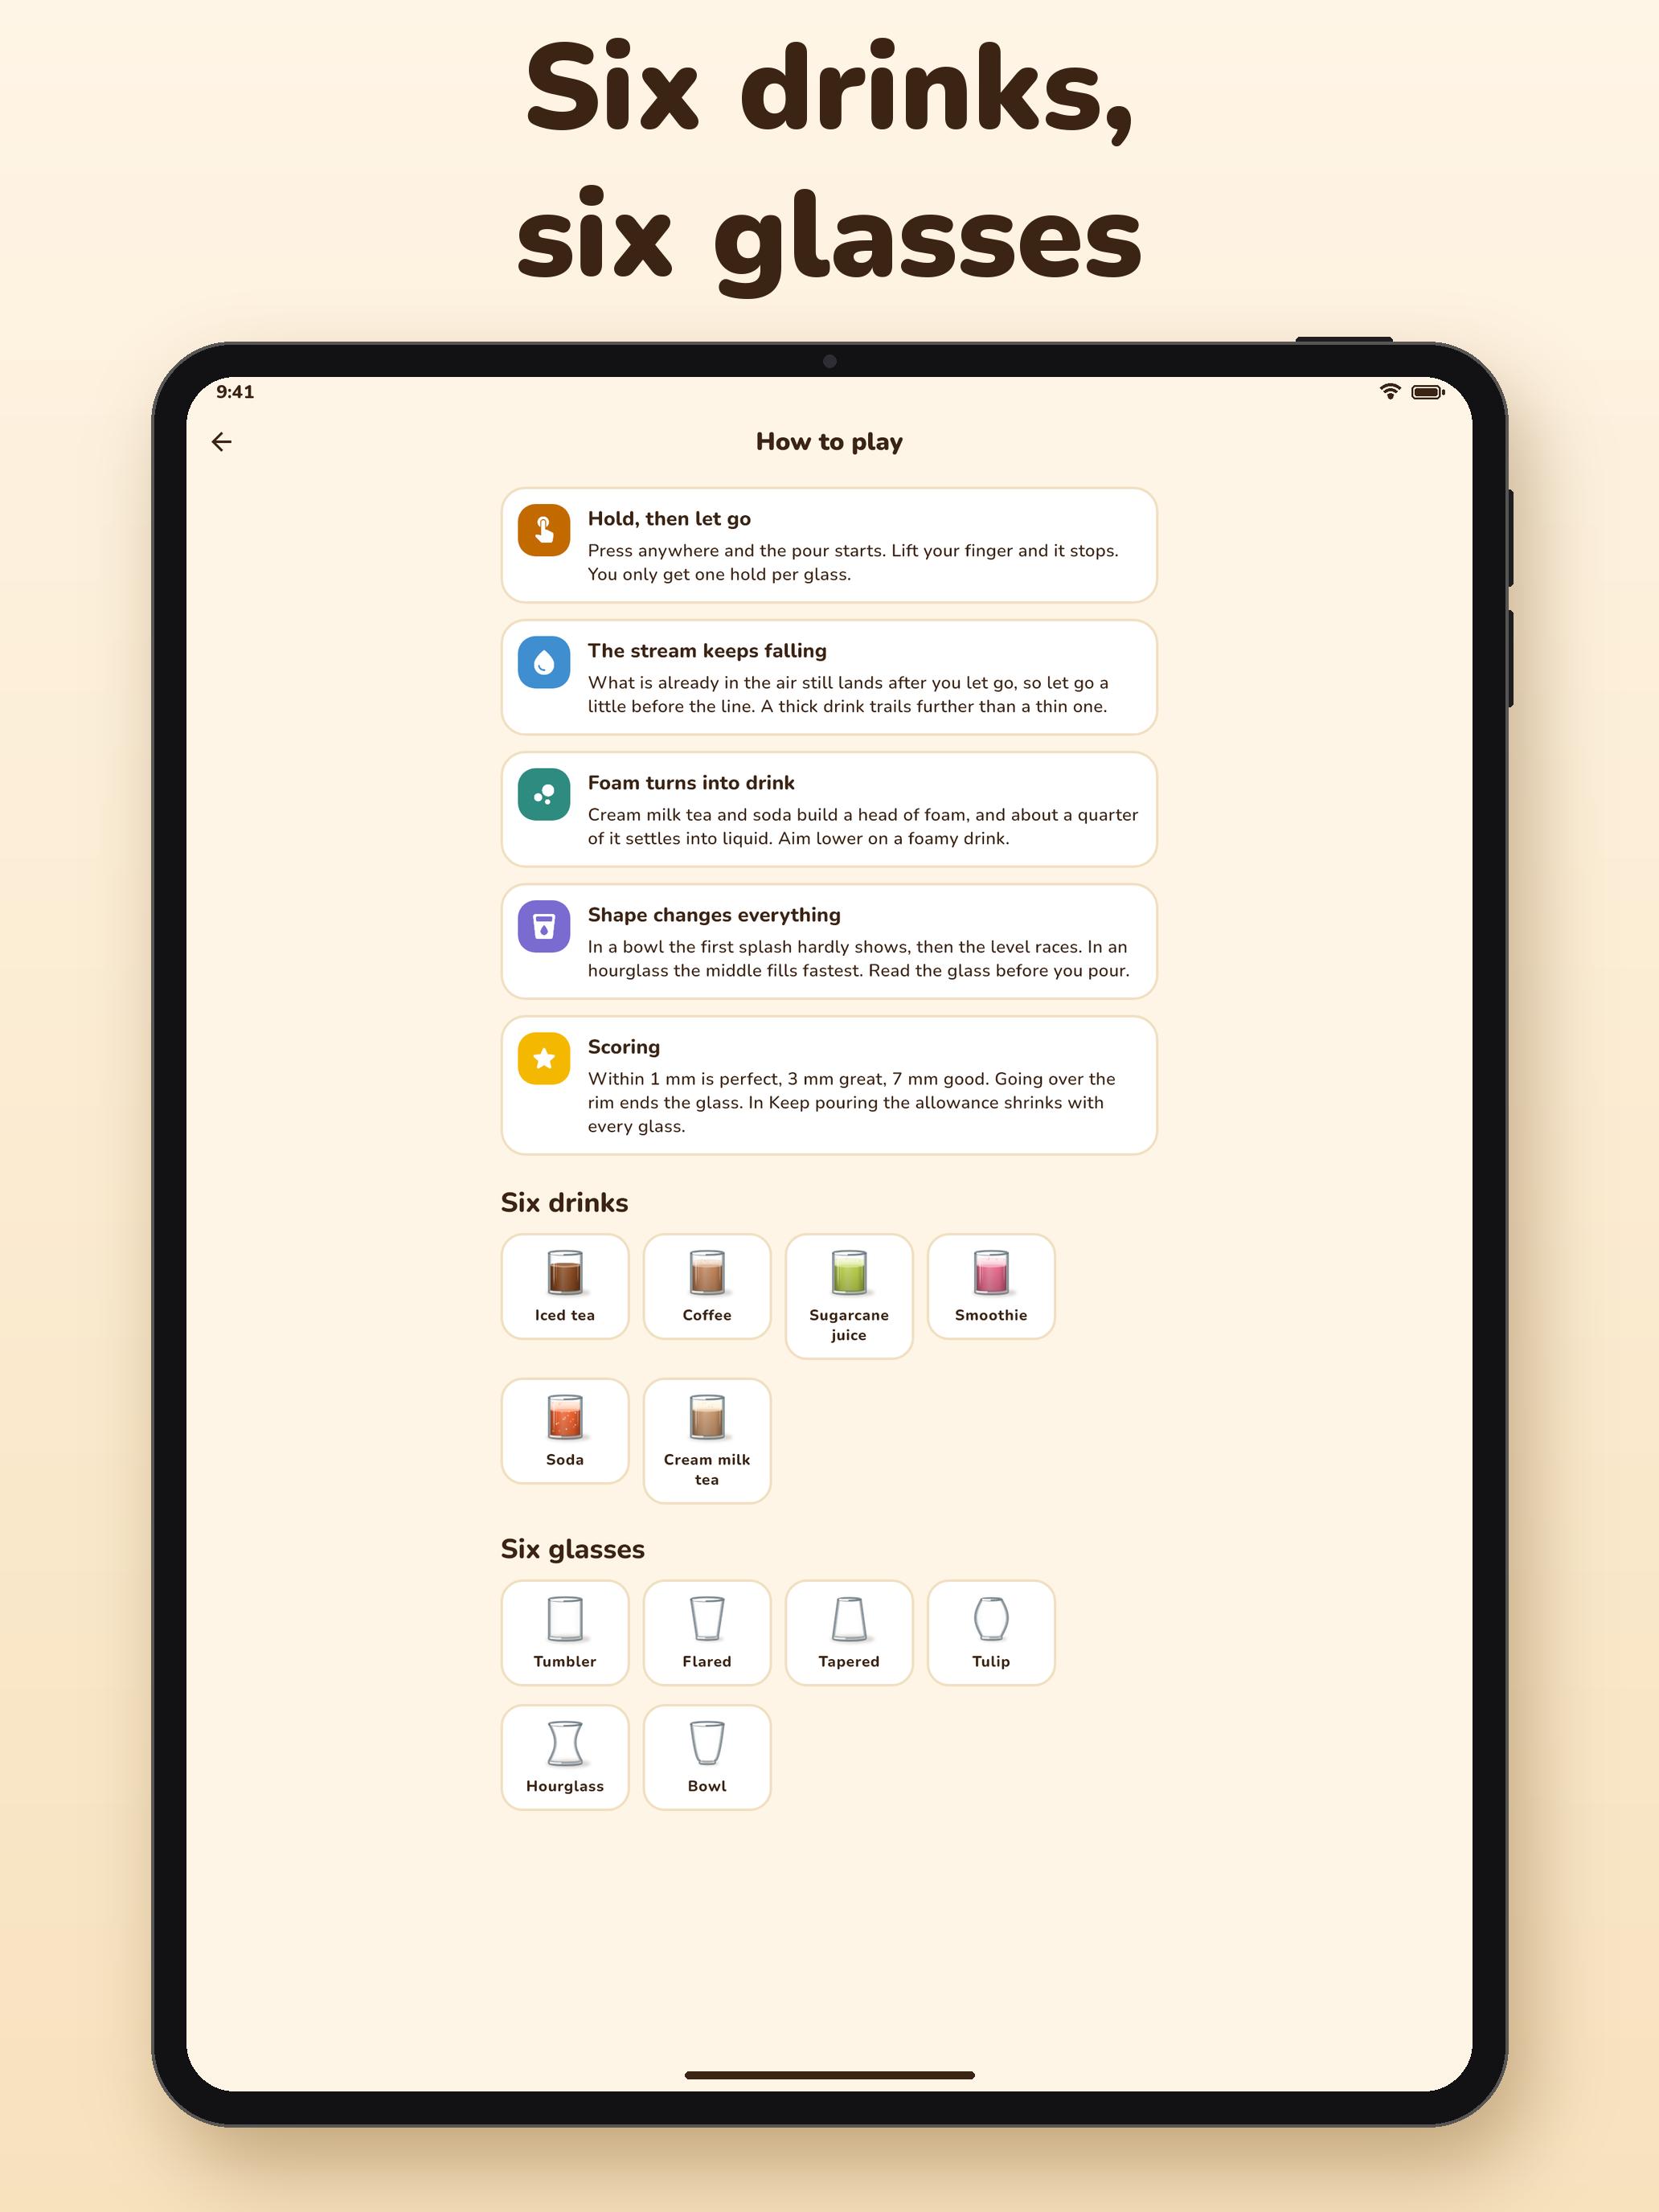 Six drinks,
six glasses
9:41
How to play
Hold, then let go
Press anywhere and the pour starts. Lift your finger and it stops.
You only get one hold per glass.
The stream keeps falling
What is already in the air still lands after you let go, so let go a
little before the line. A thick drink trails further than a thin one.
Foam turns into drink
Cream milk tea and soda build a head of foam, and about a quarter
of it settles into liquid. Aim lower on a foamy drink.
Shape changes everything
In a bowl the first splash hardly shows, then the level races. In an
hourglass the middle fills fastest. Read the glass before you pour.
Scoring
Within 1 mm is perfect, 3 mm great, 7 mm good. Going over the
rim ends the glass. In Keep pouring the allowance shrinks with
every glass.
Six drinks
Iced tea
Coffee
Sugarcane
juice
Smoothie
Soda
Cream milk
tea
Six glasses
Tumbler
Flared
Tapered
Tulip
Hourglass
Bowl